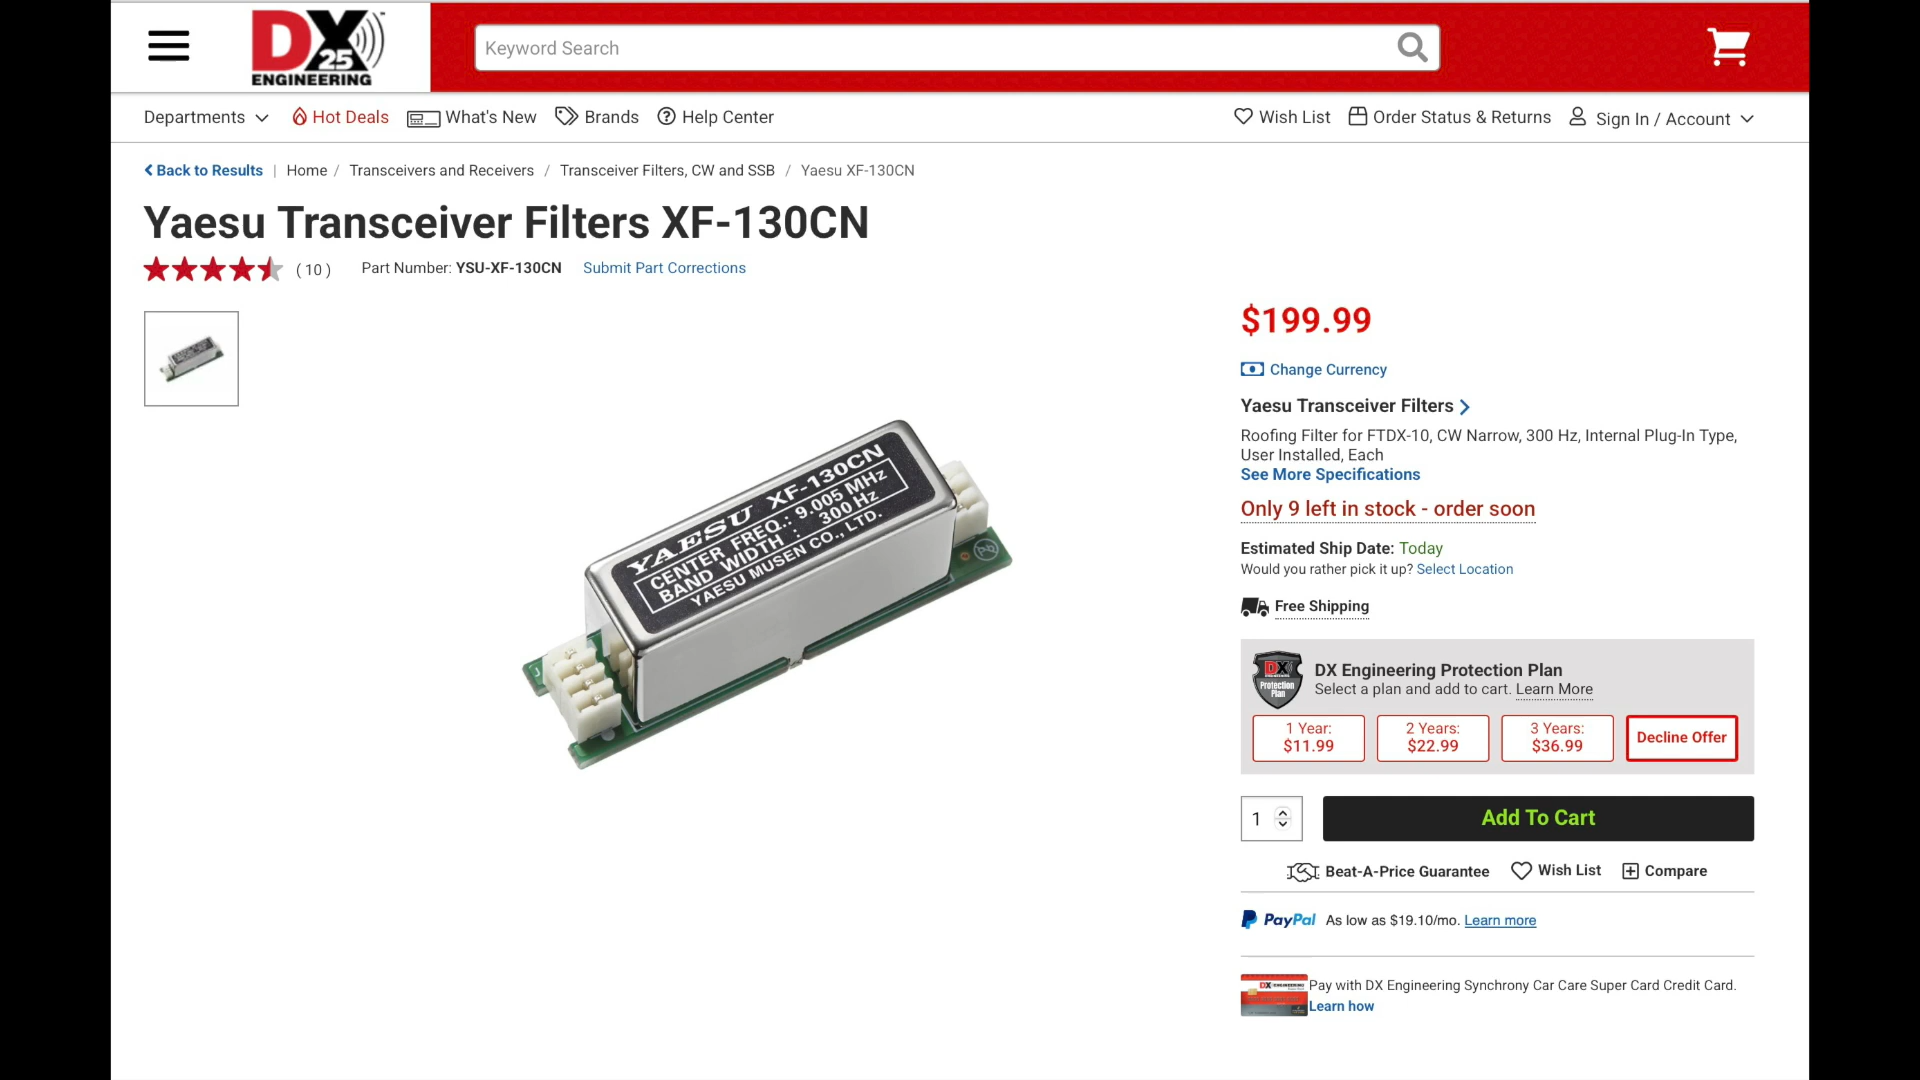 DX
25
ENGINEERING
Keyword Search
Departments
Hot Deals
What's New
Brands
Help Center
Wish List
Order Status & Returns
Sign In / Account
Back to Results | Home / Transceivers and Receivers / Transceiver Filters, CW and SSB / Yaesu XF-130CN
Yaesu Transceiver Filters XF-130CN
( 10 )
Part Number: YSU-XF-130CN
Submit Part Corrections
YAESU XF-130CN
CENTER FREQ.: 9.005 MHz
BAND WIDTH : 300 Hz
YAESU MUSEN CO., LTD.
$199.99
Change Currency
Yaesu Transceiver Filters
Roofing Filter for FTDX-10, CW Narrow, 300 Hz, Internal Plug-In Type,
User Installed, Each
See More Specifications
Only 9 left in stock - order soon
Estimated Ship Date: Today
Would you rather pick it up? Select Location
Free Shipping
DX
Protection
Plan
DX Engineering Protection Plan
Select a plan and add to cart. Learn More
1 Year:
$11.99
2 Years:
$22.99
3 Years:
$36.99
Decline Offer
1
Add To Cart
Beat-A-Price Guarantee
Wish List
Compare
PayPal As low as $19.10/mo. Learn more
DX ENGINEERING
Pay with DX Engineering Synchrony Car Care Super Card Credit Card.
Learn how